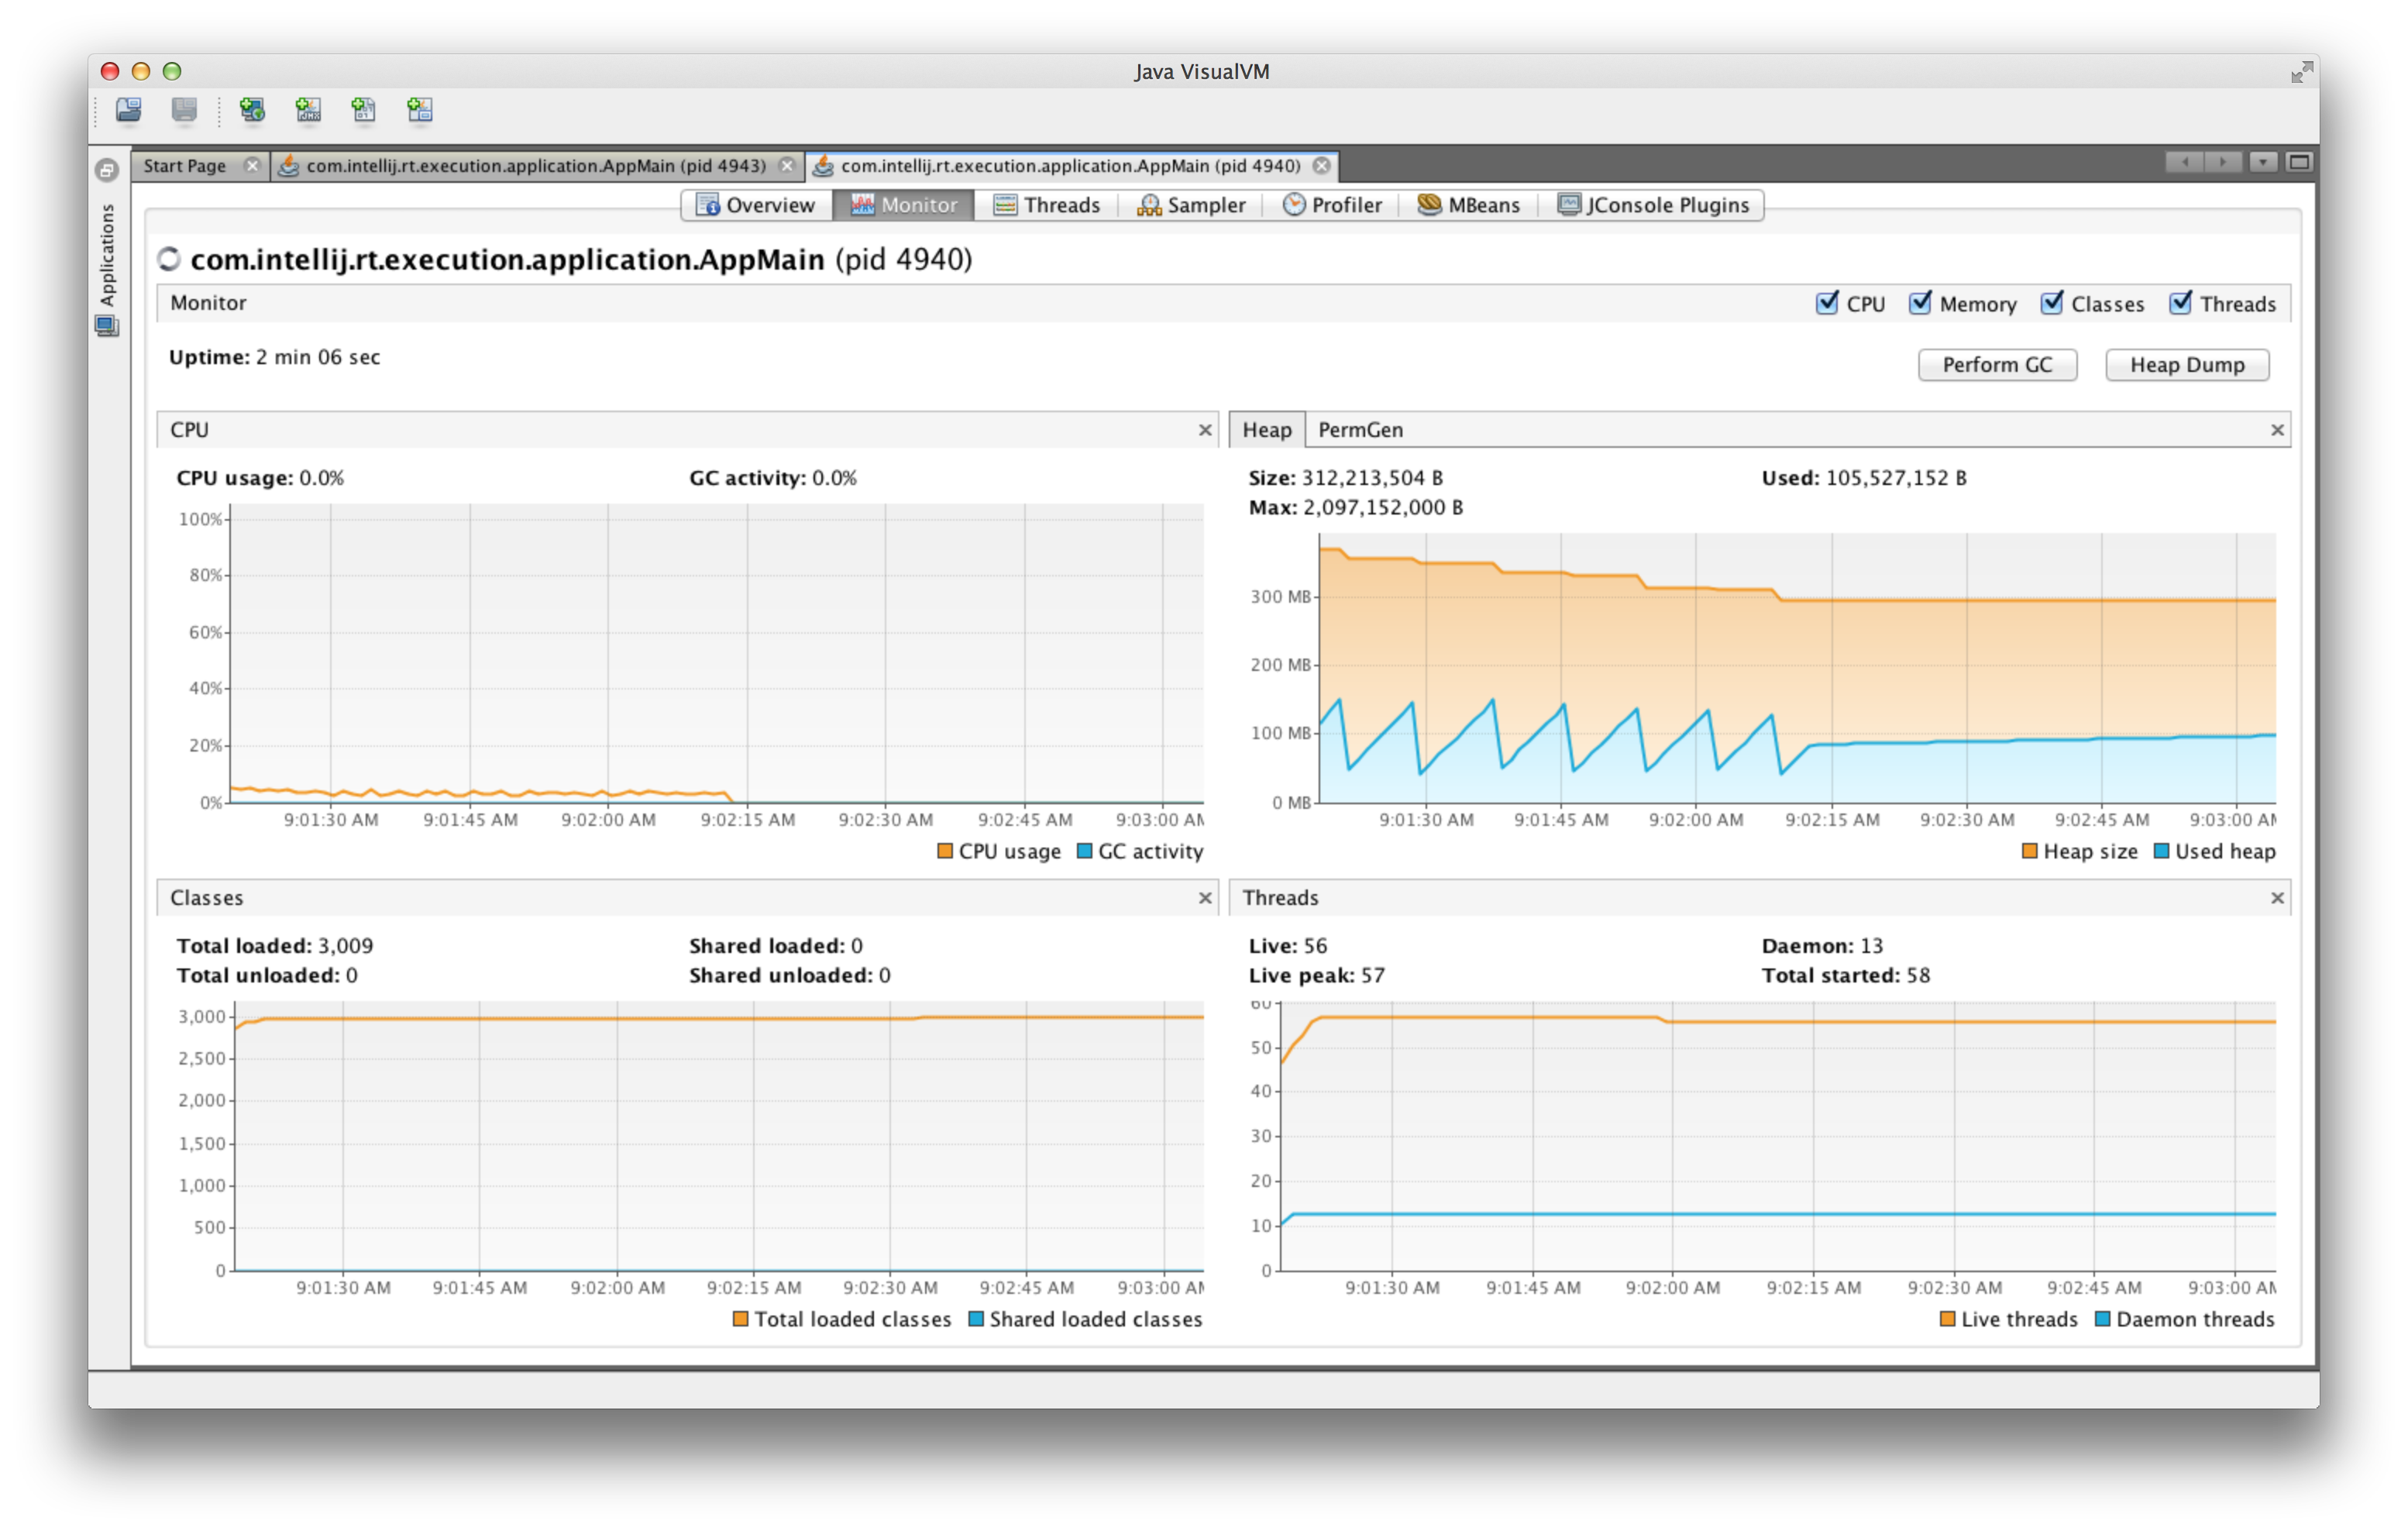 Java VisualVM
Start Page
com.intellij.rt.execution.application.AppMain (pid 4943)
com.intellij.rt.execution.application.AppMain (pid 4940)
Applications
Overview
Monitor
Threads
Sampler
Profiler
MBeans
JConsole Plugins
com.intellij.rt.execution.application.AppMain (pid 4940)
Monitor
CPU
Memory
Classes
Threads
Uptime: 2 min 06 sec
Perform GC
Heap Dump
CPU
CPU usage: 0.0%
GC activity: 0.0%
100%
80%
60%
40%
20%
0%
9:01:30 AM 9:01:45 AM 9:02:00 AM 9:02:15 AM 9:02:30 AM 9:02:45 AM 9:03:00 AM
CPU usage GC activity
Heap PermGen
Size: 312,213,504 B
Used: 105,527,152 B
Max: 2,097,152,000 B
300 MB
200 MB
100 MB
0 MB
9:01:30 AM 9:01:45 AM 9:02:00 AM 9:02:15 AM 9:02:30 AM 9:02:45 AM 9:03:00 AM
Heap size Used heap
Classes
Total loaded: 3,009
Shared loaded: 0
Total unloaded: 0
Shared unloaded: 0
3,000
2,500
2,000
1,500
1,000
500
0
9:01:30 AM 9:01:45 AM 9:02:00 AM 9:02:15 AM 9:02:30 AM 9:02:45 AM 9:03:00 AM
Total loaded classes Shared loaded classes
Threads
Live: 56
Daemon: 13
Live peak: 57
Total started: 58
60
50
40
30
20
10
0
9:01:30 AM 9:01:45 AM 9:02:00 AM 9:02:15 AM 9:02:30 AM 9:02:45 AM 9:03:00 AM
Live threads Daemon threads